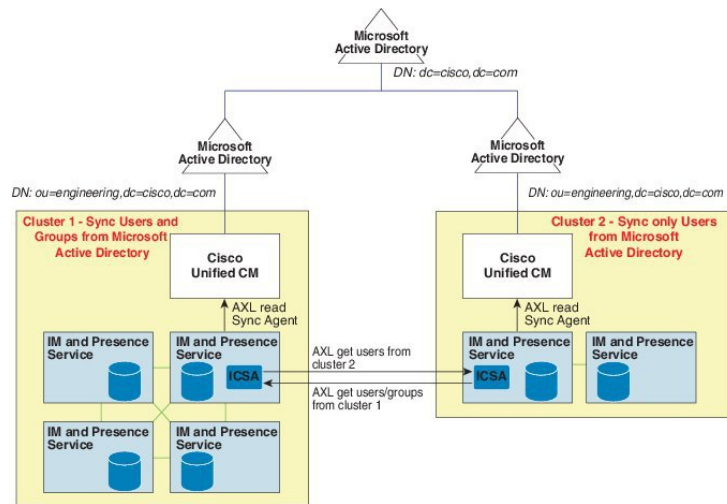 Microsoft
Active Directory
DN: dc=cisco,dc=com
Microsoft
Active Directory
Microsoft
Active Directory
DN: ou=engineering,dc=cisco,dc=com
DN: ou=engineering,dc=cisco,dc=com
Cluster 1 - Sync Users and
Groups from Microsoft
Active Directory
Cisco
Unified CM
AXL read
Sync Agent
IM and Presence
Service
IM and Presence
Service
ICSA
IM and Presence
Service
IM and Presence
Service
AXL get users from
cluster 2
AXL get users/groups
from cluster 1
Cluster 2 - Sync only Users
from Microsoft
Active Directory
Cisco
Unified CM
AXL read
Sync Agent
IM and Presence
Service
ICSA
IM and Presence
Service